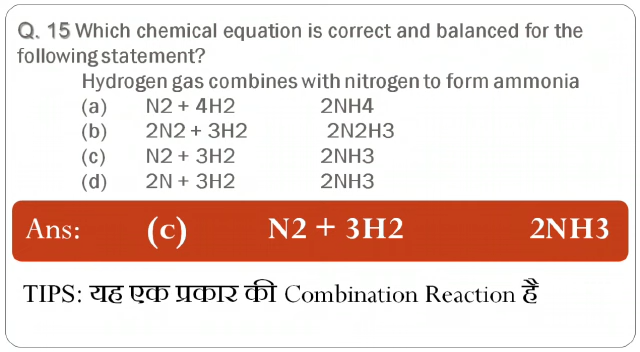 Q. 15 Which chemical equation is correct and balanced for the
following statement?
Hydrogen gas combines with nitrogen to form ammonia
(a) N2 + 4H2 2NH4
(b) 2N2 + 3H2 2N2H3
(c) N2 + 3H2 2NH3
(d) 2N + 3H2 2NH3
Ans: (c) N2 + 3H2 2NH3
TIPS: यह एक प्रकार की Combination Reaction है